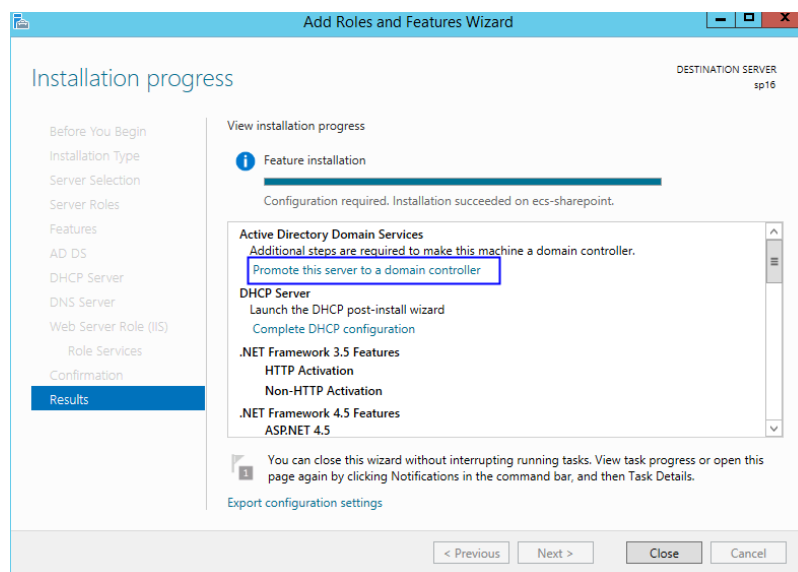 Add Roles and Features Wizard
Installation progress
DESTINATION SERVER
sp16
Before You Begin
Installation Type
Server Selection
Server Roles
Features
AD DS
DHCP Server
DNS Server
Web Server Role (IIS)
Role Services
Confirmation
Results
View installation progress
Feature installation
Configuration required. Installation succeeded on ecs-sharepoint.
Active Directory Domain Services
Additional steps are required to make this machine a domain controller.
Promote this server to a domain controller
DHCP Server
Launch the DHCP post-install wizard
Complete DHCP configuration
.NET Framework 3.5 Features
HTTP Activation
Non-HTTP Activation
.NET Framework 4.5 Features
ASP.NET 4.5
1
You can close this wizard without interrupting running tasks. View task progress or open this
page again by clicking Notifications in the command bar, and then Task Details.
Export configuration settings
< Previous
Next >
Close
Cancel